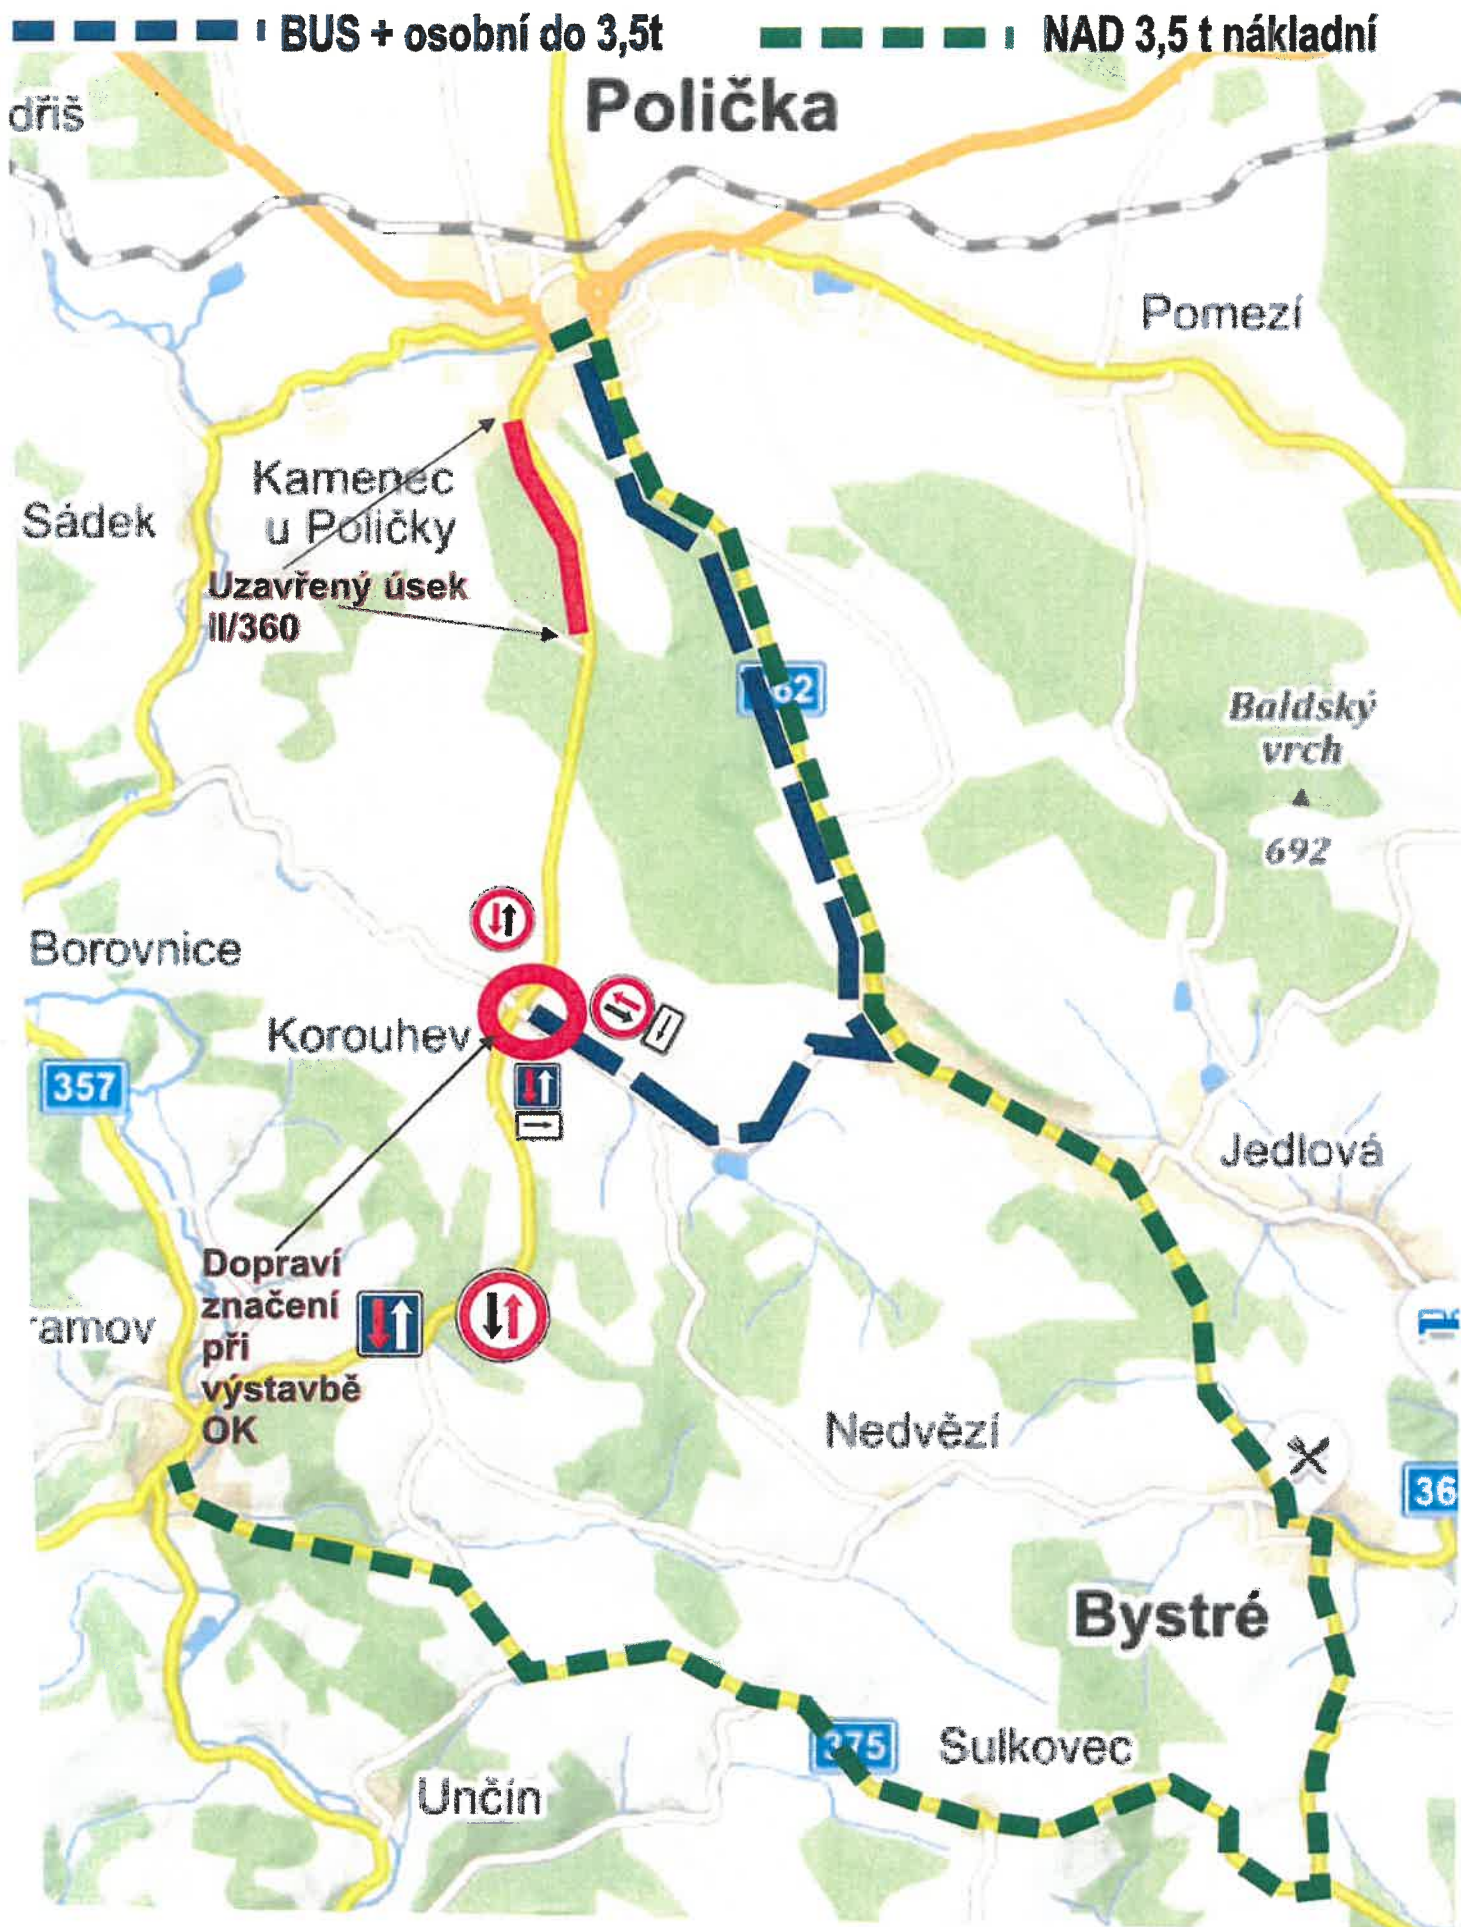 BUS + osobní do 3,5t
NAD 3,5 t nákladní
Polička
dřiš
Pomezí
Kamenec
u Poličky
Sádek
Uzavřený úsek
II/360
62
Baldský
vrch
692
Borovnice
Korouhev
357
Jedlová
Dopraví
značení
při
výstavbě
OK
ramov
Nedvězí
36
Bystré
375
Sulkovec
Unčín